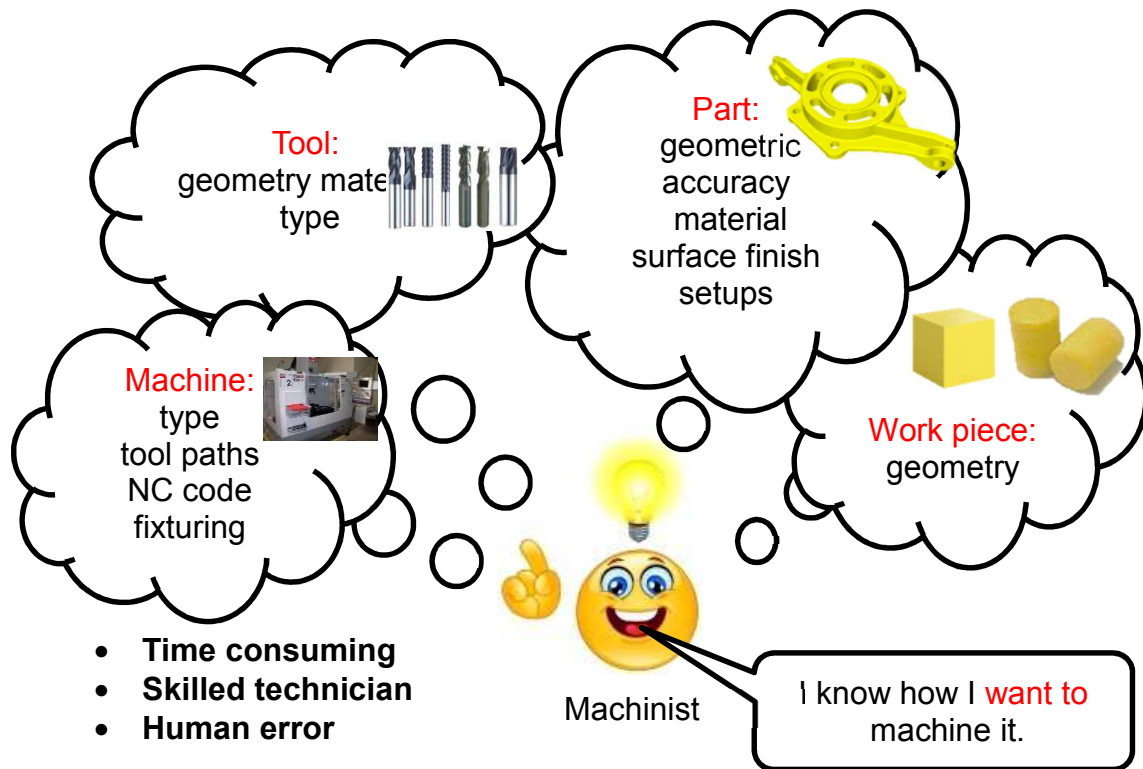 Tool:
geometry mate
type
Part:
geometric
accuracy
material
surface finish
setups
Machine:
type
tool paths
NC code
fixturing
Work piece:
geometry
• Time consuming
• Skilled technician
• Human error
Machinist
I know how I want to
machine it.